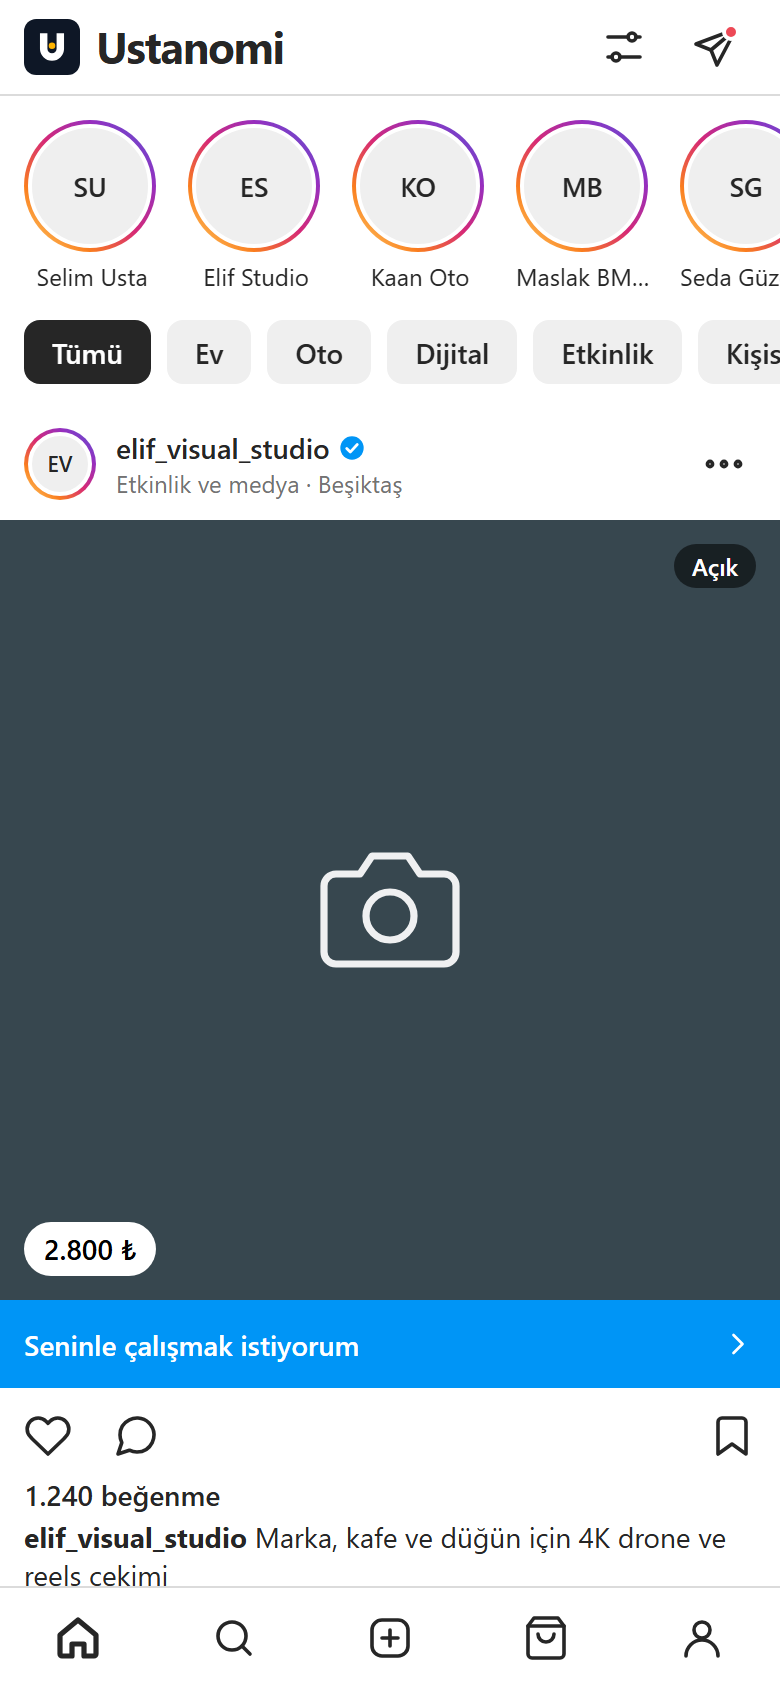 Ustanomi
SU
ES
KO
MB
SG
Selim Usta
Elif Studio
Kaan Oto
Maslak BM...
Seda Güz
Tümü
Ev
Oto
Dijital
Etkinlik
Kişis
EV
elif_visual_studio
Etkinlik ve medya · Beşiktaş
Açık
2.800 ₺
Seninle çalışmak istiyorum
1.240 beğenme
elif_visual_studio Marka, kafe ve düğün için 4K drone ve
reels çekimi